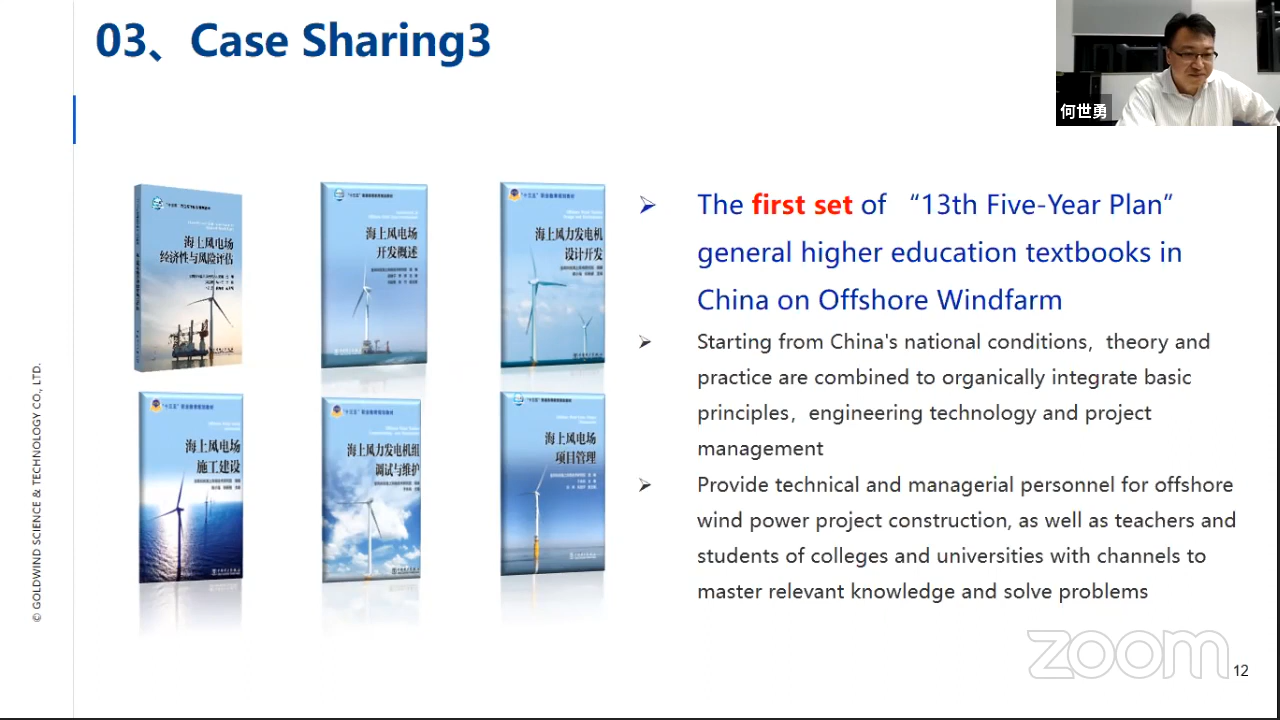 03、Case Sharing3
何世勇
海上风电场
经济性与风险评估
海上风电场
开发概述
海上风力发电机
设计开发
海上风电场
施工建设
海上风力发电机组
调试与维护
海上风电场
项目管理
The first set of “13th Five-Year Plan”
general higher education textbooks in
China on Offshore Windfarm
Starting from China's national conditions，theory and
practice are combined to organically integrate basic
principles，engineering technology and project
management
Provide technical and managerial personnel for offshore
wind power project construction, as well as teachers and
students of colleges and universities with channels to
master relevant knowledge and solve problems
© GOLDWIND SCIENCE & TECHNOLOGY CO., LTD.
zoom
12